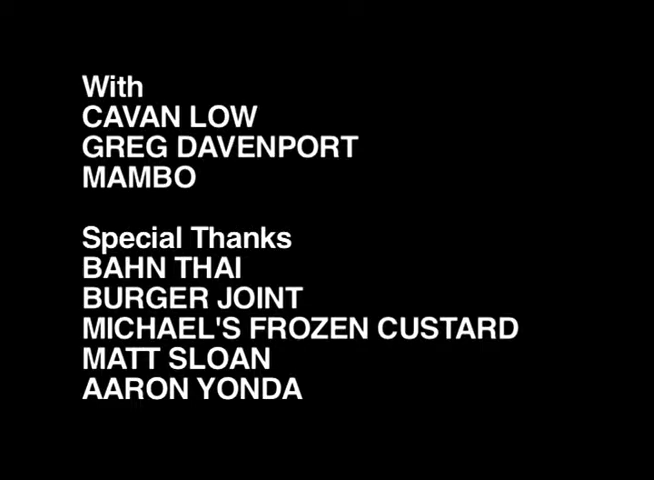 With
CAVAN LOW
GREG DAVENPORT
MAMBO
Special Thanks
BAHN THAI
BURGER JOINT
MICHAEL'S FROZEN CUSTARD
MATT SLOAN
AARON YONDA